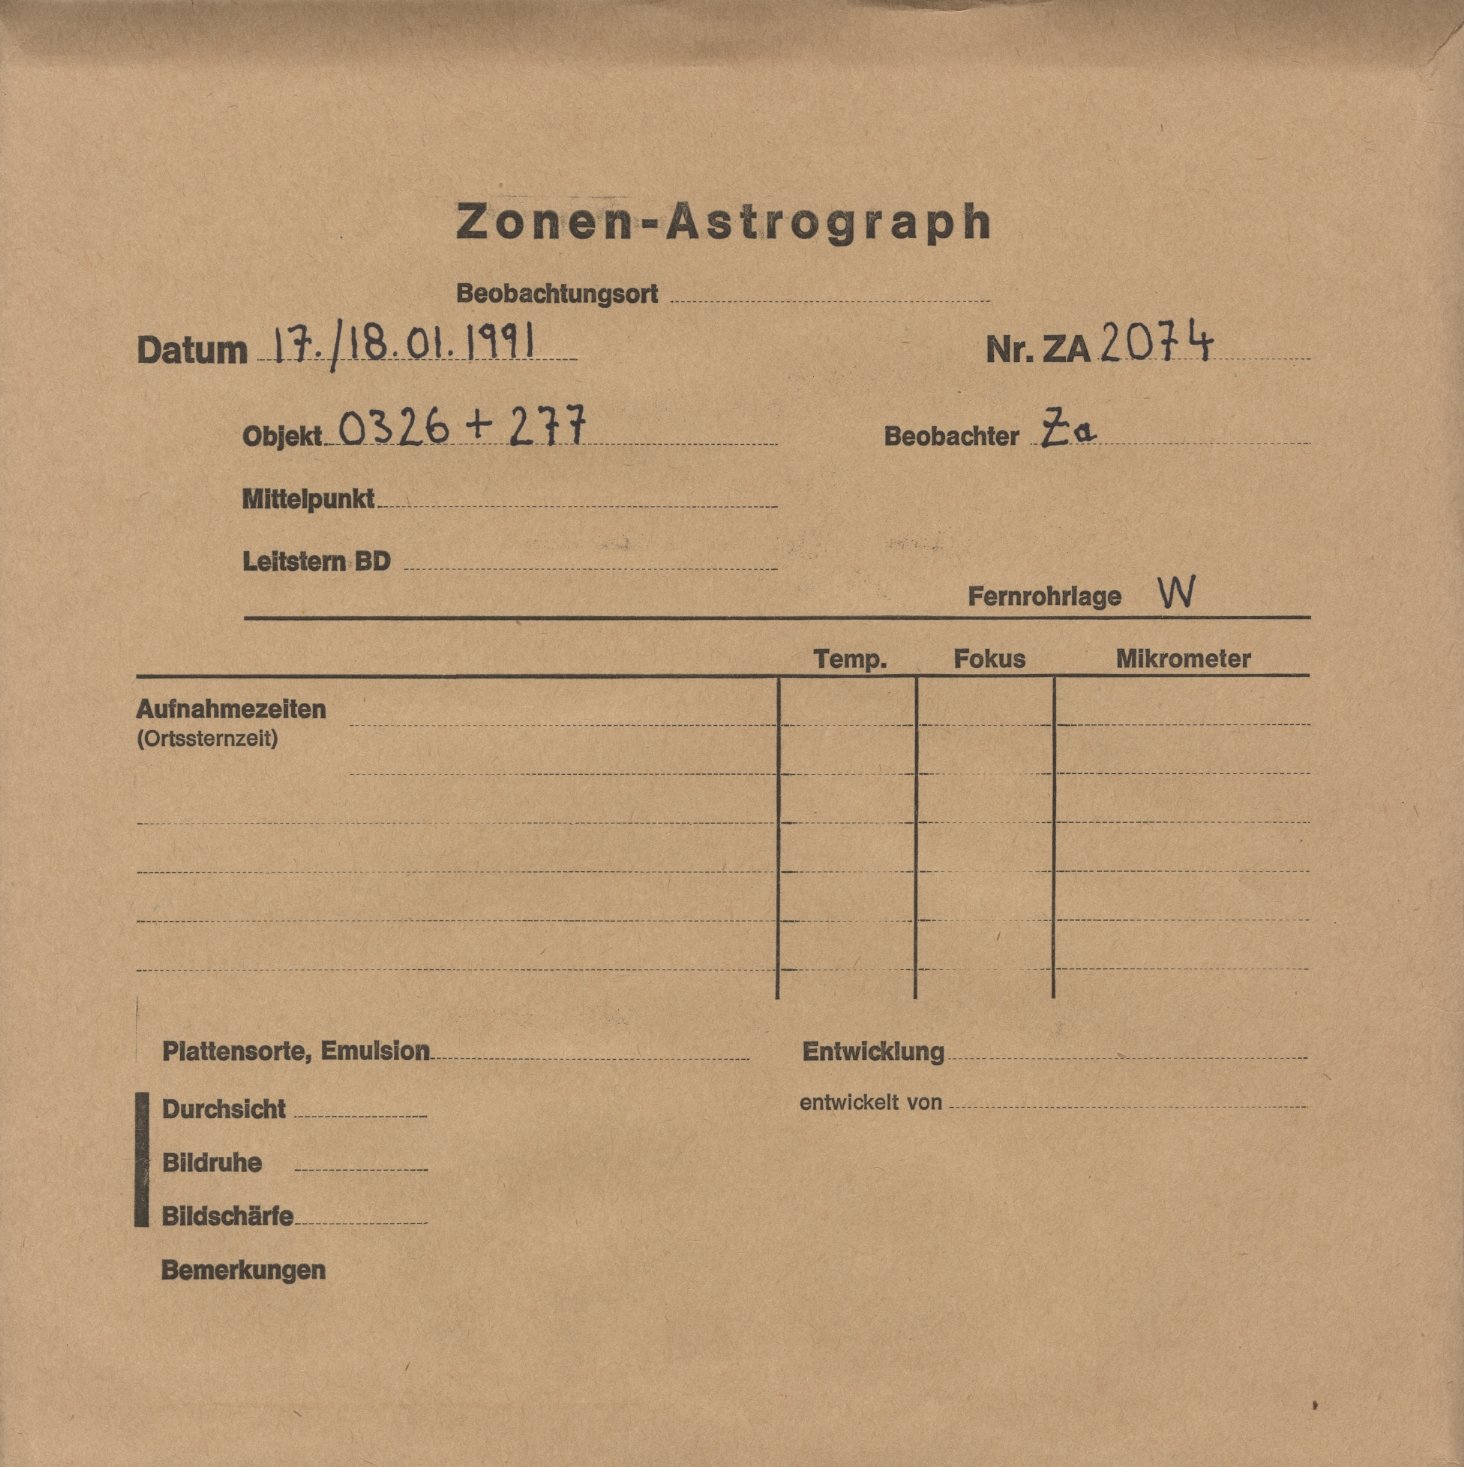 Zonen-Astrograph
Beobachtungsort
Datum 17./18.01.1991 Nr. ZA 2074
Objekt 0326 + 277 Beobachter Za
Mittelpunkt
Leitstern BD
Fernrohrlage W
Temp. Fokus Mikrometer
Aufnahmezeiten
(Ortssternzeit)
Plattensorte, Emulsion Entwicklung
Durchsicht entwickelt von
Bildruhe
Bildschärfe
Bemerkungen